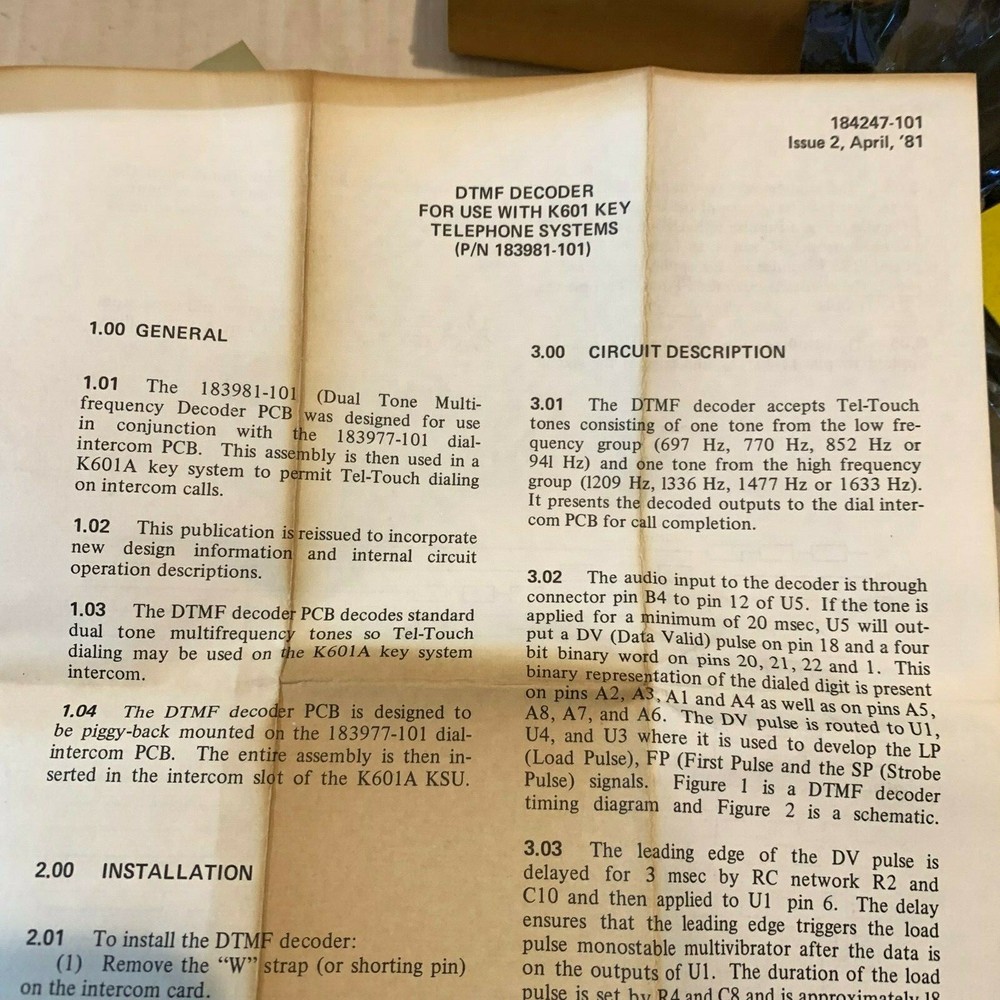 184247-101
Issue 2, April, '81
DTMF DECODER
FOR USE WITH K601 KEY
TELEPHONE SYSTEMS
(P/N 183981-101)
1.00 GENERAL
1.01 The 183981-101 (Dual Tone Multi-
frequency Decoder PCB was designed for use
in conjunction with the 183977-101 dial-
intercom PCB. This assembly is then used in a
K601A key system to permit Tel-Touch dialing
on intercom calls.
1.02 This publication is reissued to incorporate
new design information and internal circuit
operation descriptions.
1.03 The DTMF decoder PCB decodes standard
dual tone multifrequency tones so Tel-Touch
dialing may be used on the K601A key system
intercom.
1.04 The DTMF decoder PCB is designed to
be piggy-back mounted on the 183977-101 dial-
intercom PCB. The entire assembly is then in-
serted in the intercom slot of the K601A KSU.
2.00 INSTALLATION
2.01 To install the DTMF decoder:
(1) Remove the "W" strap (or shorting pin)
on the intercom card.
3.00 CIRCUIT DESCRIPTION
3.01 The DTMF decoder accepts Tel-Touch
tones consisting of one tone from the low fre-
quency group (697 Hz, 770 Hz, 852 Hz or
941 Hz) and one tone from the high frequency
group (1209 Hz, 1336 Hz, 1477 Hz or 1633 Hz).
It presents the decoded outputs to the dial inter-
com PCB for call completion.
3.02 The audio input to the decoder is through
connector pin B4 to pin 12 of U5. If the tone is
applied for a minimum of 20 msec, U5 will out-
put a DV (Data Valid) pulse on pin 18 and a four
bit binary word on pins 20, 21, 22 and 1. This
binary representation of the dialed digit is present
on pins A2, A3, A1 and A4 as well as on pins A5,
A8, A7, and A6. The DV pulse is routed to U1,
U4, and U3 where it is used to develop the LP
(Load Pulse), FP (First Pulse and the SP (Strobe
Pulse) signals. Figure 1 is a DTMF decoder
timing diagram and Figure 2 is a schematic.
3.03 The leading edge of the DV pulse is
delayed for 3 msec by RC network R2 and
C10 and then applied to U1 pin 6. The delay
ensures that the leading edge triggers the load
pulse monostable multivibrator after the data is
on the outputs of U1. The duration of the load
pulse is set by R4 and C8 and is approximately 18